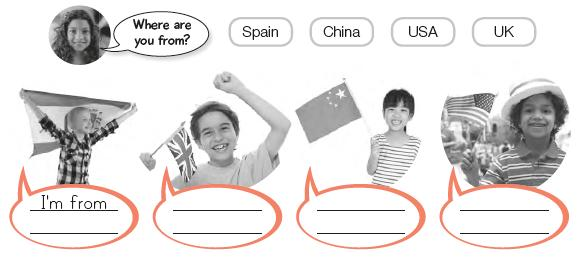 Where are
you from?
Spain
China
USA
UK
I'm from